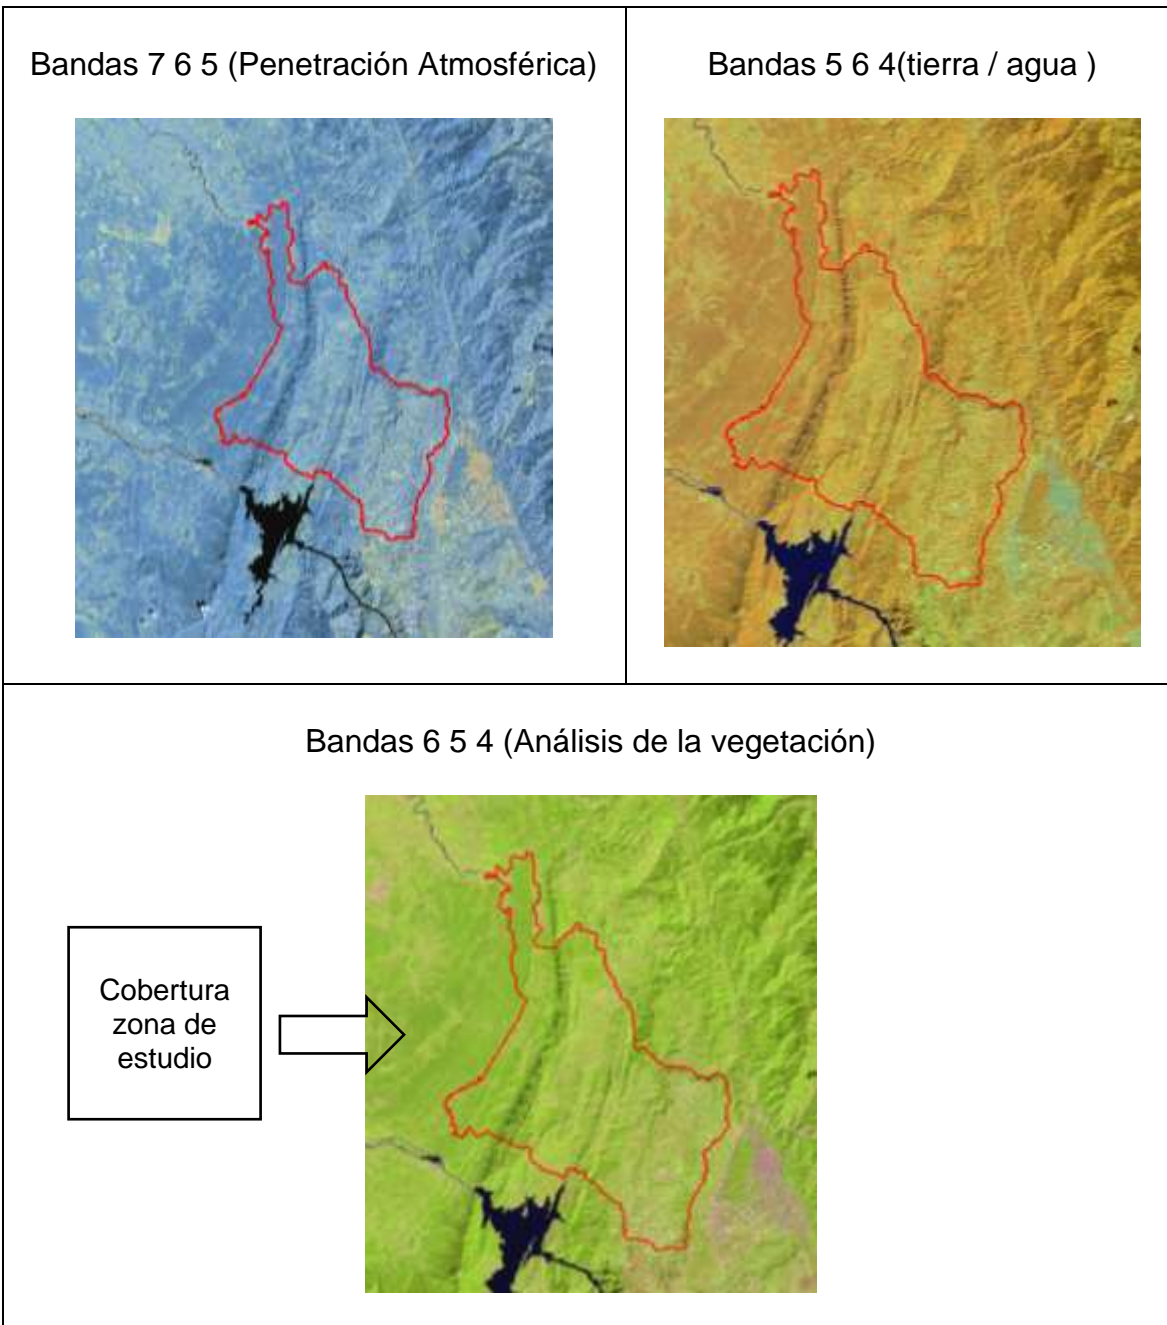 Bandas 7 6 5 (Penetración Atmosférica)
Bandas 5 6 4(tierra / agua )
Bandas 6 5 4 (Análisis de la vegetación)
Cobertura
zona de
estudio